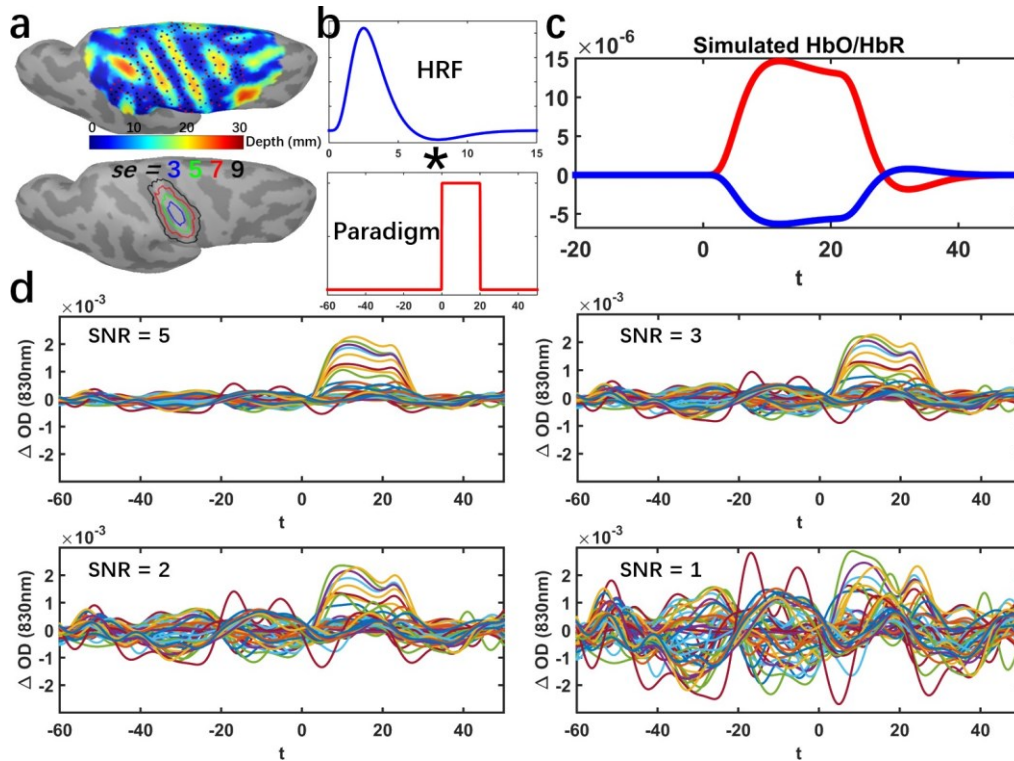 a
0 10 20 30
Depth (mm)
se = 3 5 7 9
b
HRF
0 5 10 15
*
Paradigm
-60 -40 -20 0 20 40
c
×10-6
Simulated HbO/HbR
15
10
5
0
-5
-20 0 20 40
t
d
×10-3
SNR = 5
2
1
0
-1
-2
Δ OD (830nm)
-60 -40 -20 0 20 40
t
×10-3
SNR = 3
2
1
0
-1
-2
Δ OD (830nm)
-60 -40 -20 0 20 40
t
×10-3
SNR = 2
2
1
0
-1
-2
Δ OD (830nm)
-60 -40 -20 0 20 40
t
×10-3
SNR = 1
2
1
0
-1
-2
Δ OD (830nm)
-60 -40 -20 0 20 40
t